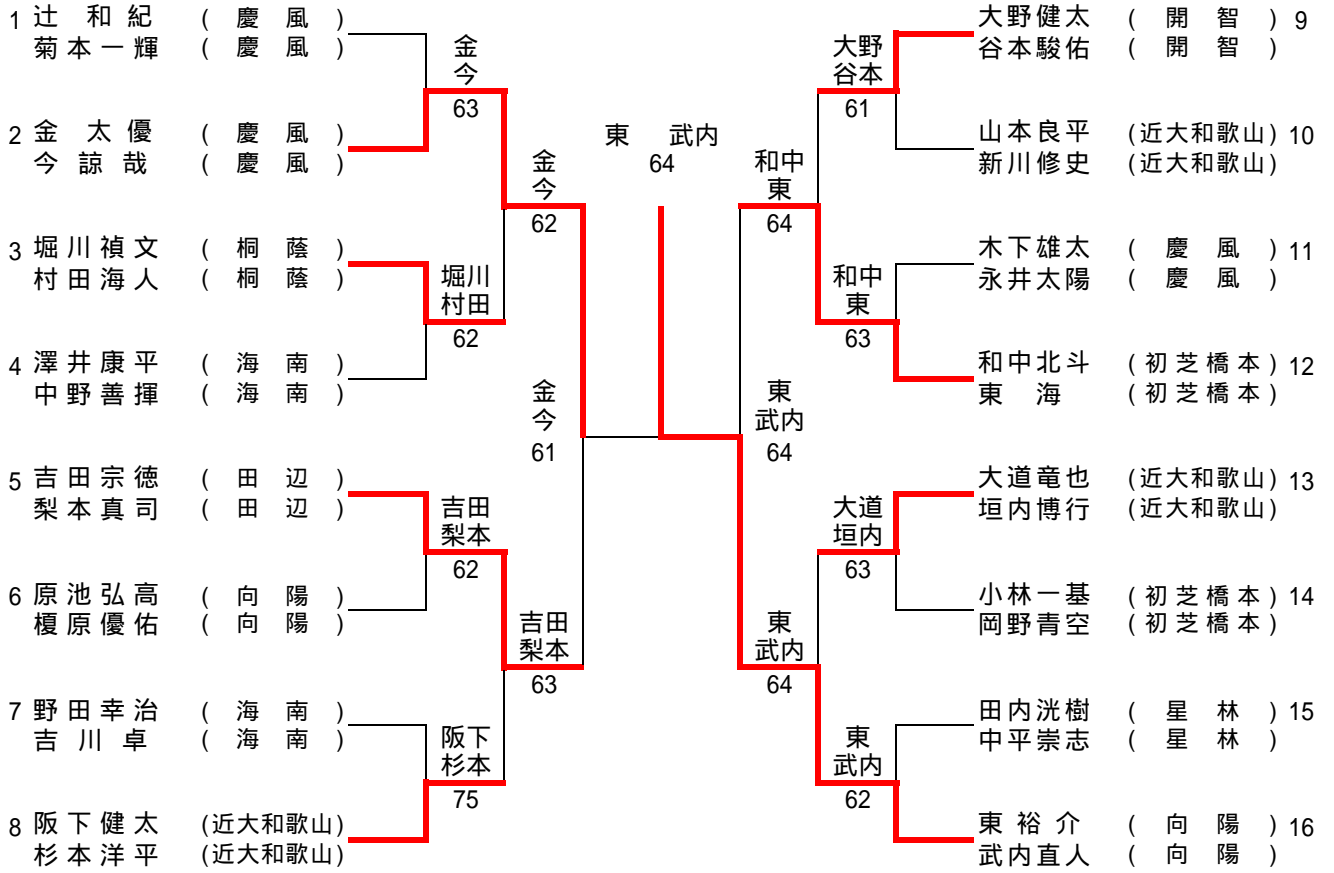 1 辻 和 紀 ( 慶 風 )
菊 本 一 輝 ( 慶 風 )
2 金 太 優 ( 慶 風 )
今 諒 哉 ( 慶 風 )
3 堀 川 禎 文 ( 桐 蔭 )
村 田 海 人 ( 桐 蔭 )
4 澤 井 康 平 ( 海 南 )
中 野 善 揮 ( 海 南 )
5 吉 田 宗 徳 ( 田 辺 )
梨 本 真 司 ( 田 辺 )
6 原 池 弘 高 ( 向 陽 )
榎 原 優 佑 ( 向 陽 )
7 野 田 幸 治 ( 海 南 )
吉 川 卓 ( 海 南 )
8 阪 下 健 太 (近大和歌山)
杉 本 洋 平 (近大和歌山)
金
今
63
堀川
村田
62
吉田
梨本
62
阪下
杉本
75
金
今
62
吉田
梨本
63
金
今
61
東 武内
64
和中
東
64
東
武内
64
東
武内
64
大野
谷本
61
和中
東
63
大道
垣内
63
東
武内
62
大野健太 ( 開 智 ) 9
谷本駿佑 ( 開 智 )
山本良平 (近大和歌山) 10
新川修史 (近大和歌山)
木下雄太 ( 慶 風 ) 11
永井太陽 ( 慶 風 )
和中北斗 ( 初 芝 橋 本 ) 12
東 海 ( 初 芝 橋 本 )
大道竜也 (近大和歌山) 13
垣内博行 (近大和歌山)
小林一基 ( 初 芝 橋 本 ) 14
岡野青空 ( 初 芝 橋 本 )
田内洸樹 ( 星 林 ) 15
中平崇志 ( 星 林 )
東 裕 介 ( 向 陽 ) 16
武内直人 ( 向 陽 )